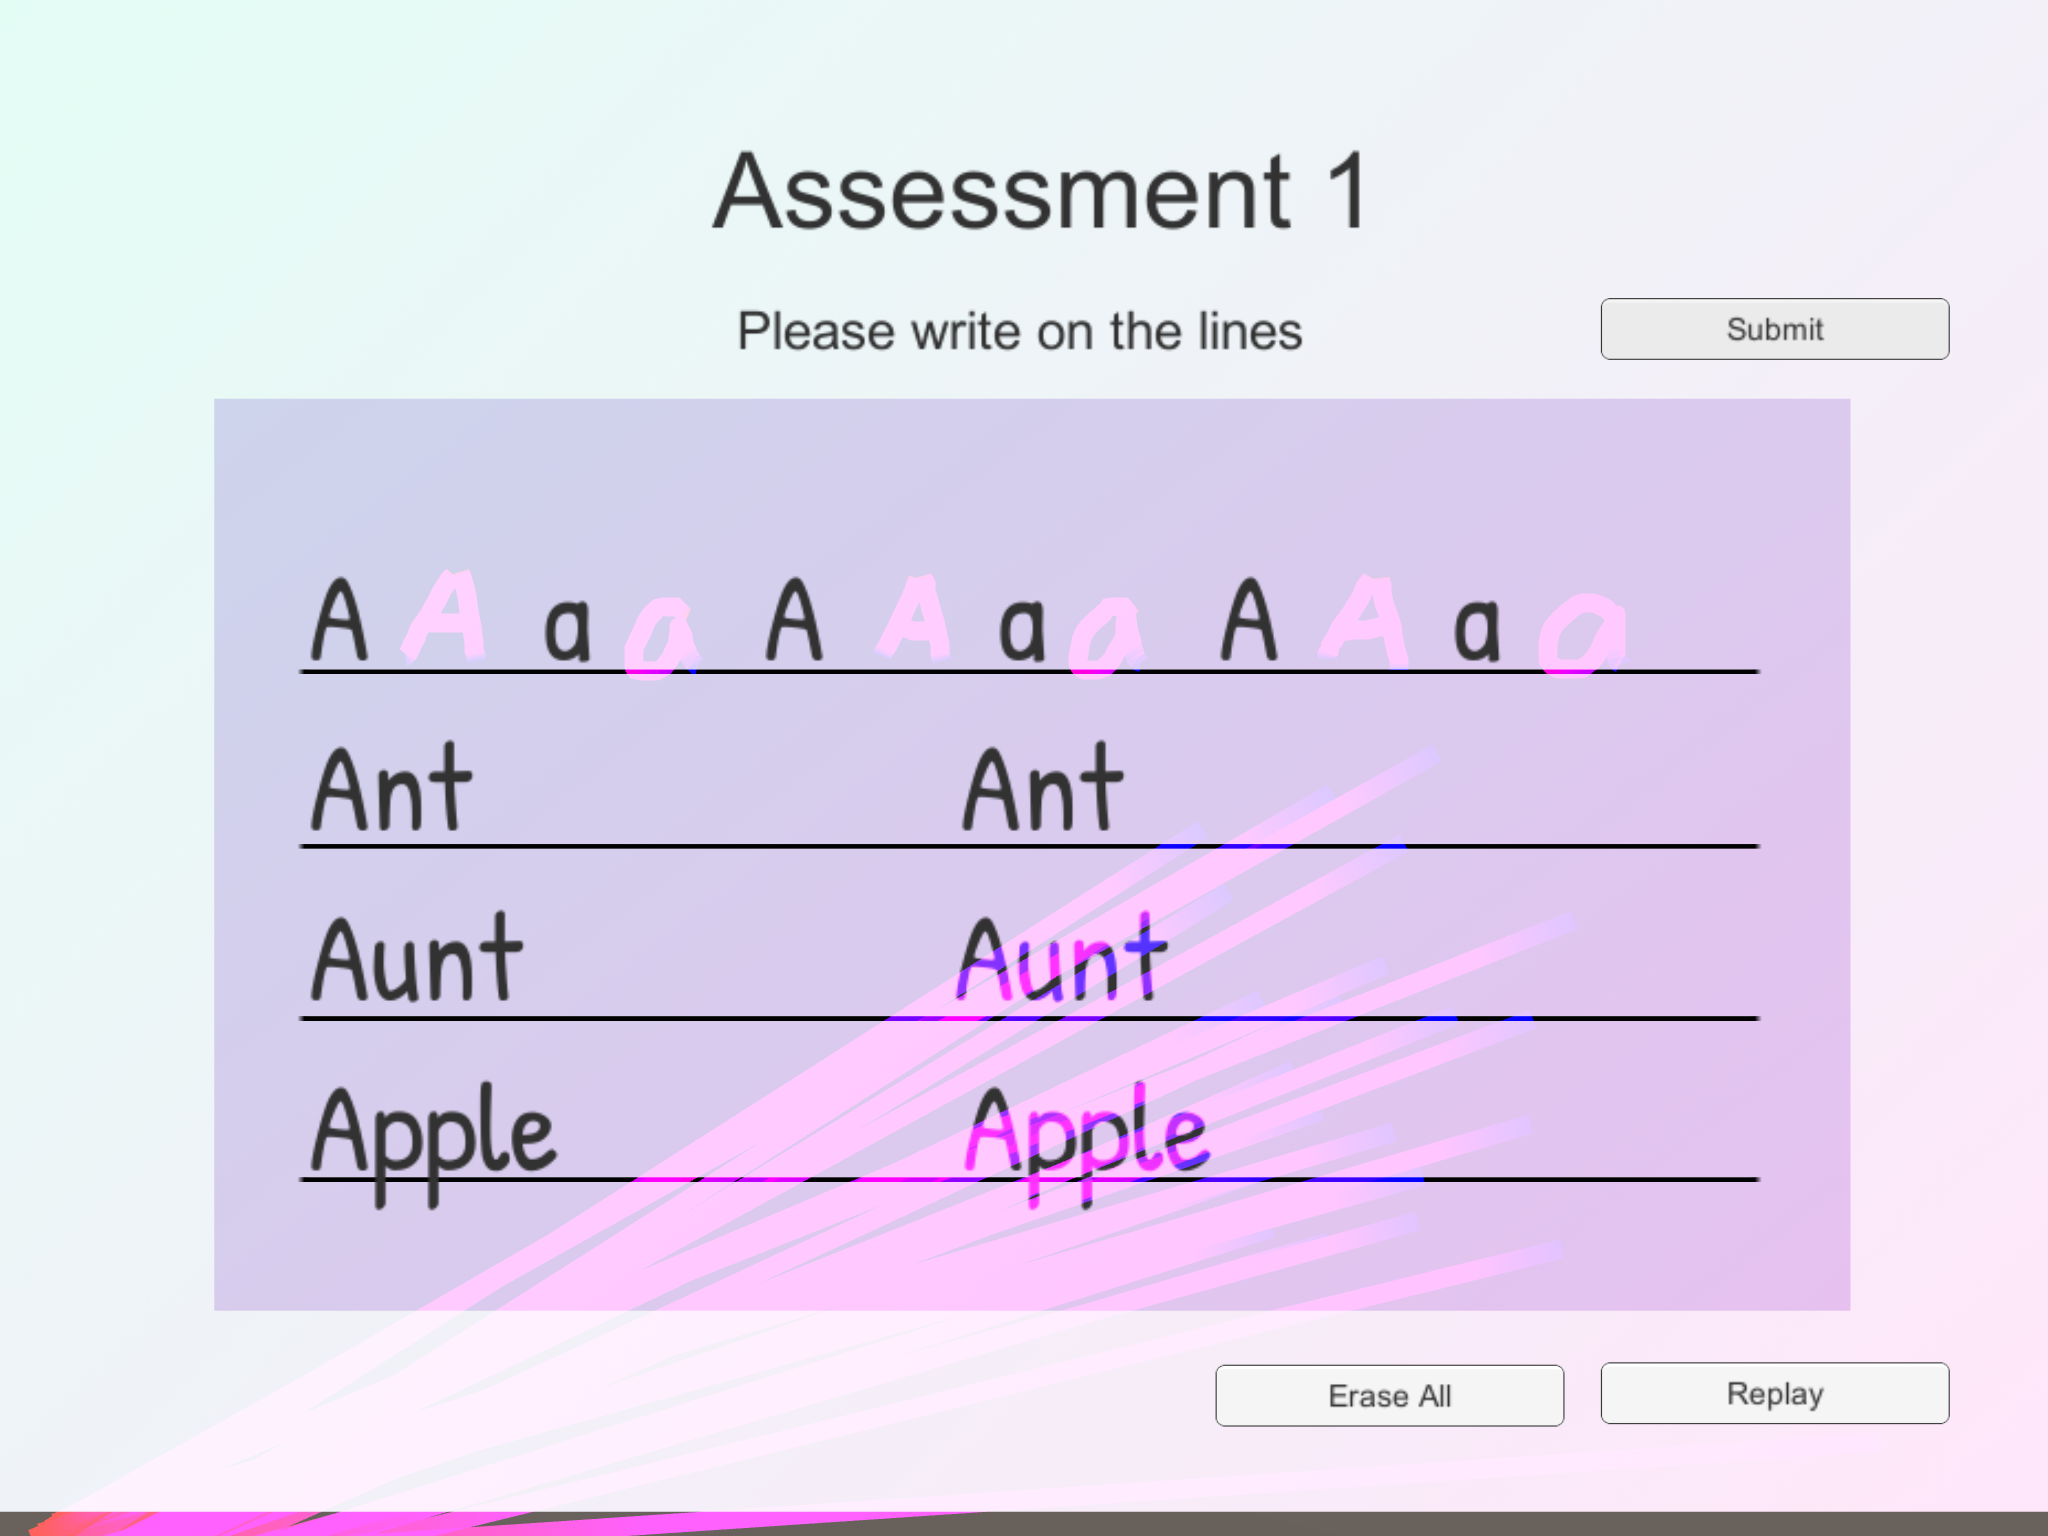 Assessment 1
Please write on the lines
Submit
A A a a A A a a A A a a
Ant Ant
Aunt Aunt
Apple Apple
Erase All
Replay